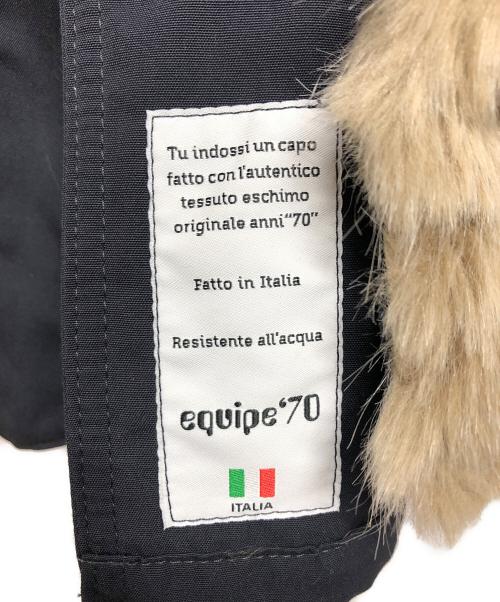 Tu indossi un capo
fatto con l'autentico
tessuto eschimo
originale anni "70"
Fatto in Italia
Resistente all'acqua
equipe'70
ITALIA